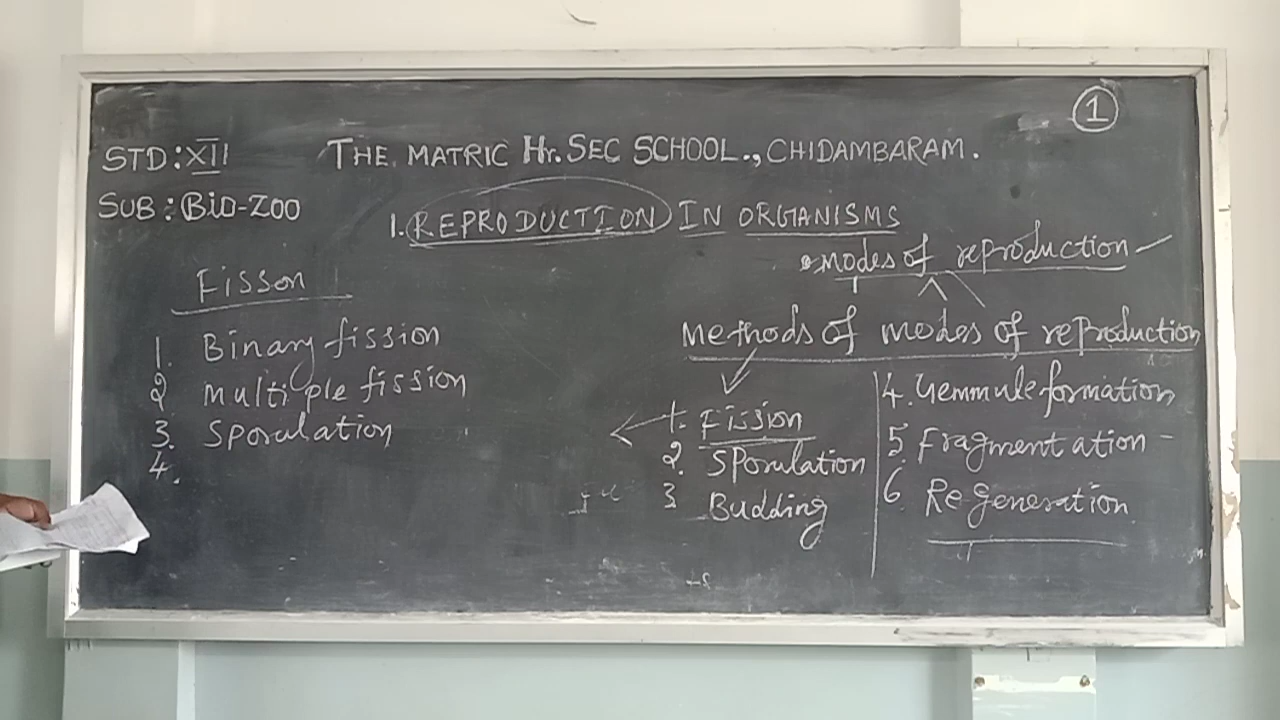 1
STD: XII THE MATRIC Hr. SEC SCHOOL., CHIDAMBARAM.
SUB: BiO-ZOO
1. REPRODUCTION IN ORGANISMS
Modes of reproduction
Fisson
1. Binary fission
2 multiple fission
3. Sporulation
4.
Methods of modes of reproduction
1. Fission
2. Sporulation
3 Budding
4. Gemmule formation
5 Fragmentation -
6. Regeneration